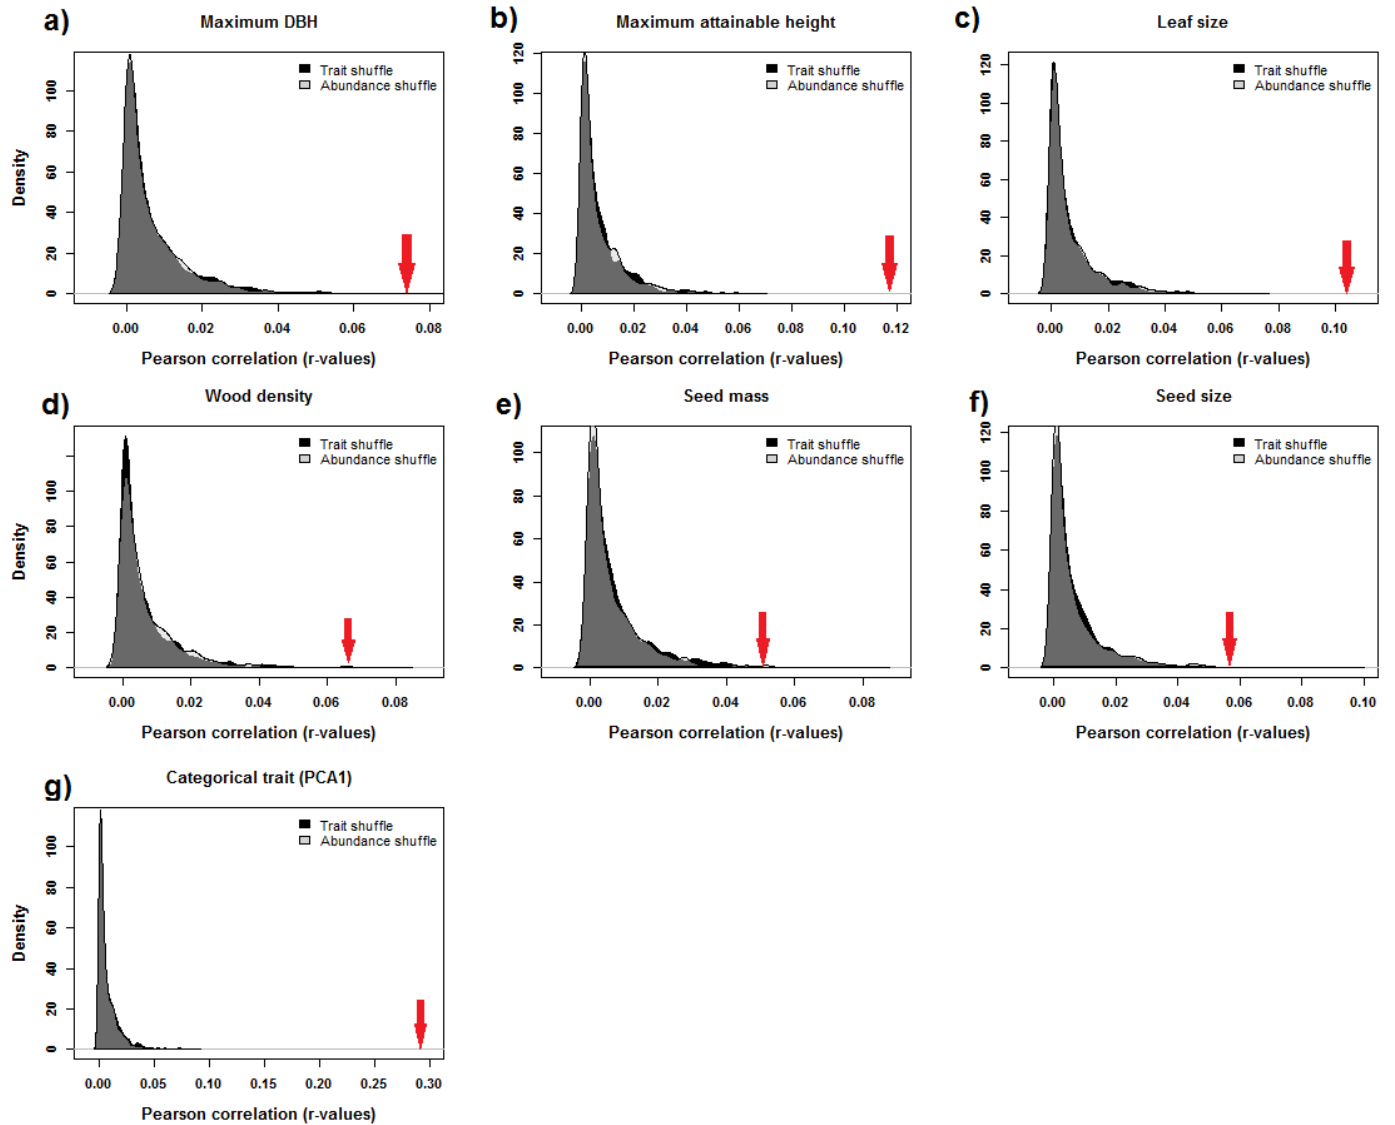 a)
Maximum DBH
Trait shuffle
Abundance shuffle
Density
0 20 40 60 80 100
0.00 0.02 0.04 0.06 0.08
Pearson correlation (r-values)
b)
Maximum attainable height
Trait shuffle
Abundance shuffle
0 20 40 60 80 100 120
0.00 0.02 0.04 0.06 0.08 0.10 0.12
Pearson correlation (r-values)
c)
Leaf size
Trait shuffle
Abundance shuffle
0 20 40 60 80 100 120
0.00 0.02 0.04 0.06 0.08 0.10
Pearson correlation (r-values)
d)
Wood density
Trait shuffle
Abundance shuffle
Density
0 20 40 60 80 100
0.00 0.02 0.04 0.06 0.08
Pearson correlation (r-values)
e)
Seed mass
Trait shuffle
Abundance shuffle
0 20 40 60 80 100
0.00 0.02 0.04 0.06 0.08
Pearson correlation (r-values)
f)
Seed size
Trait shuffle
Abundance shuffle
0 20 40 60 80 100 120
0.00 0.02 0.04 0.06 0.08 0.10
Pearson correlation (r-values)
g)
Categorical trait (PCA1)
Trait shuffle
Abundance shuffle
Density
0 20 40 60 80 100
0.00 0.05 0.10 0.15 0.20 0.25 0.30
Pearson correlation (r-values)